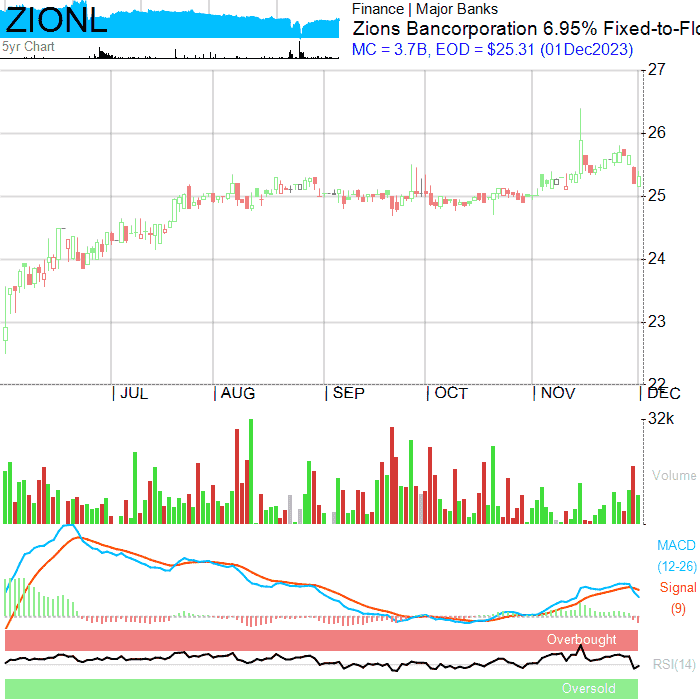 ZIONL
5yr Chart
Finance | Major Banks
Zions Bancorporation 6.95% Fixed-to-Flo
MC = 3.7B, EOD = $25.31 (01Dec2023)
27
26
25
24
23
22
JUL AUG SEP OCT NOV DEC
32k
Volume
MACD
(12-26)
Signal
(9)
Overbought
RSI(14)
Oversold